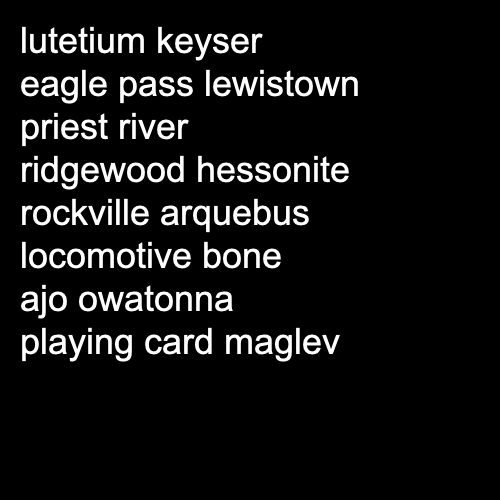 lutetium keyser
eagle pass lewistown
priest river
ridgewood hessonite
rockville arquebus
locomotive bone
ajo owatonna
playing card maglev